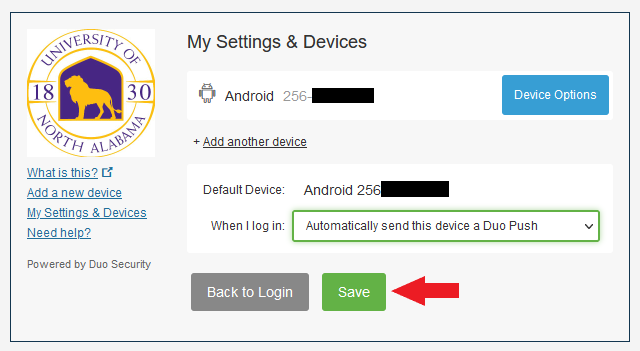 UNIVERSITY OF
18 30
NORTH ALABAMA
What is this?
Add a new device
My Settings & Devices
Need help?
Powered by Duo Security
My Settings & Devices
Android 256-
Device Options
+ Add another device
Default Device: Android 256
When I log in: Automatically send this device a Duo Push
Back to Login Save